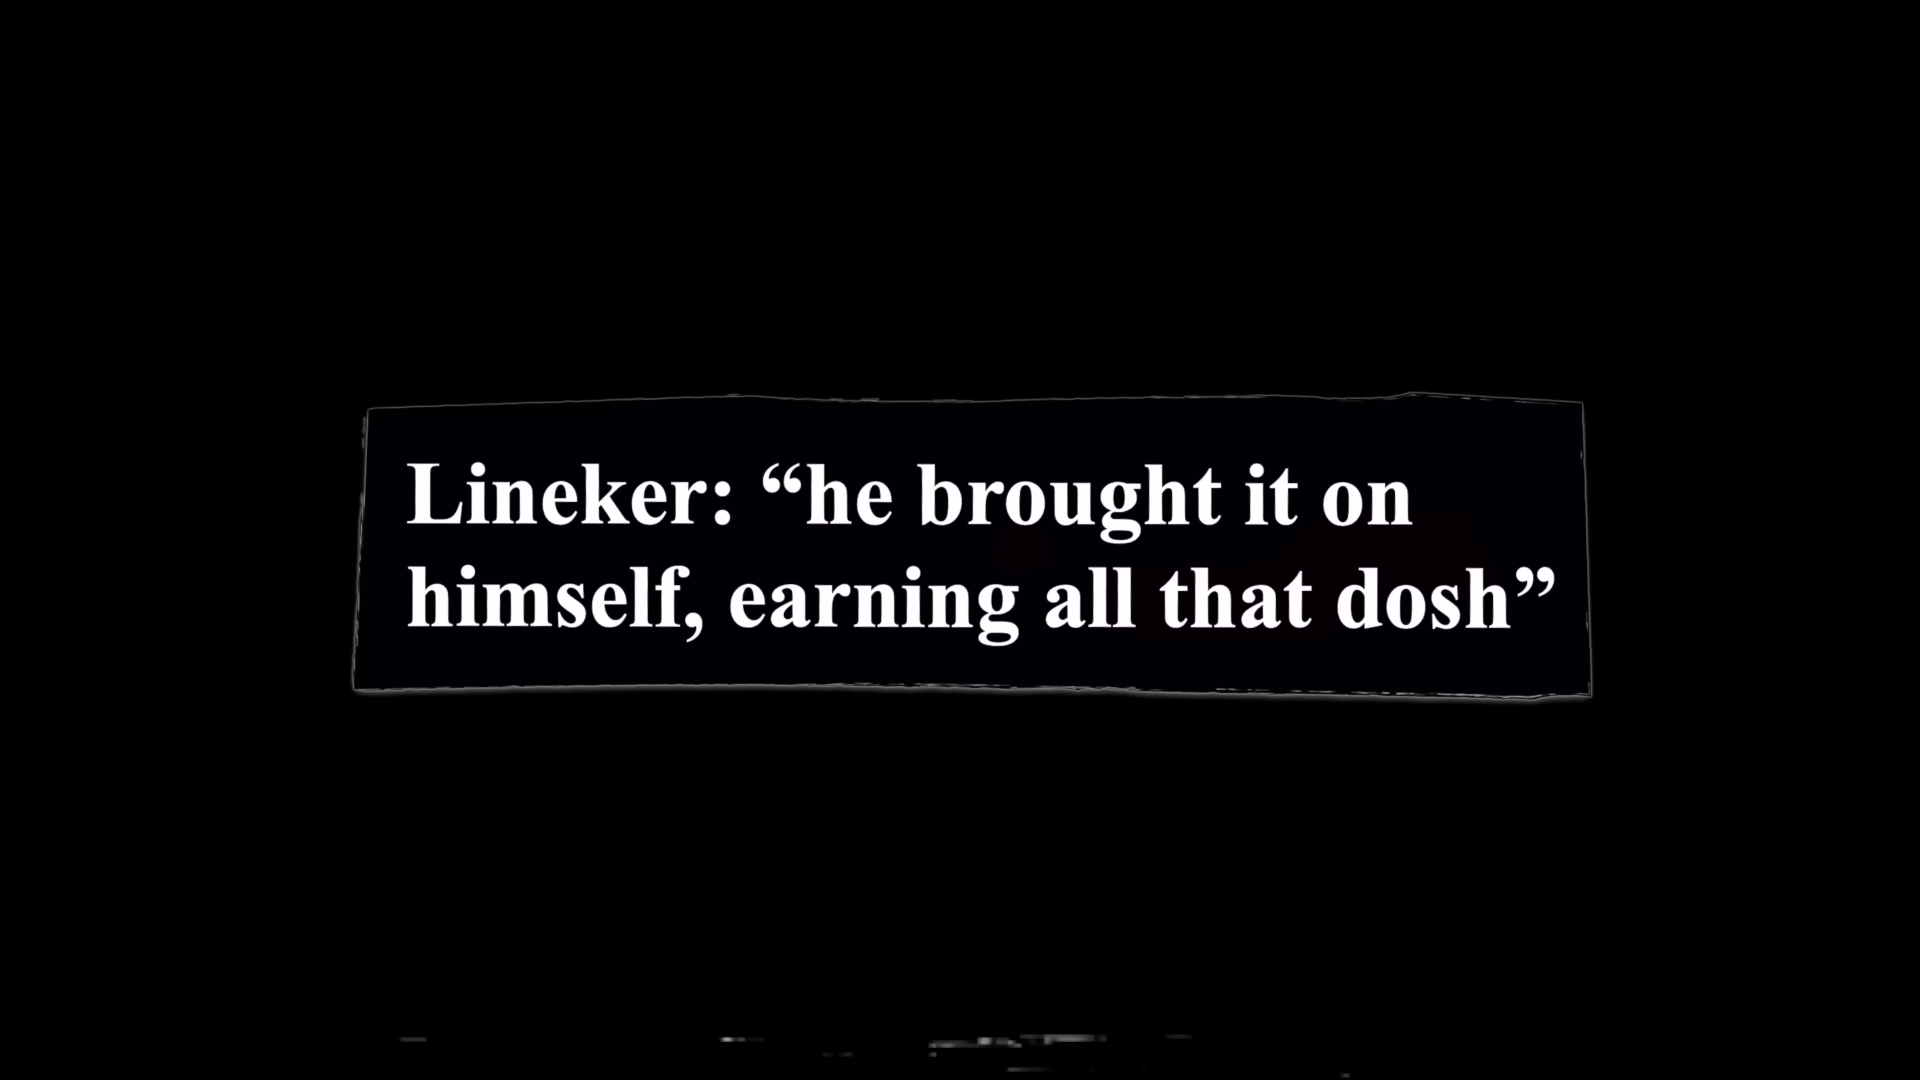 Lineker: “he brought it on
himself, earning all that dosh”